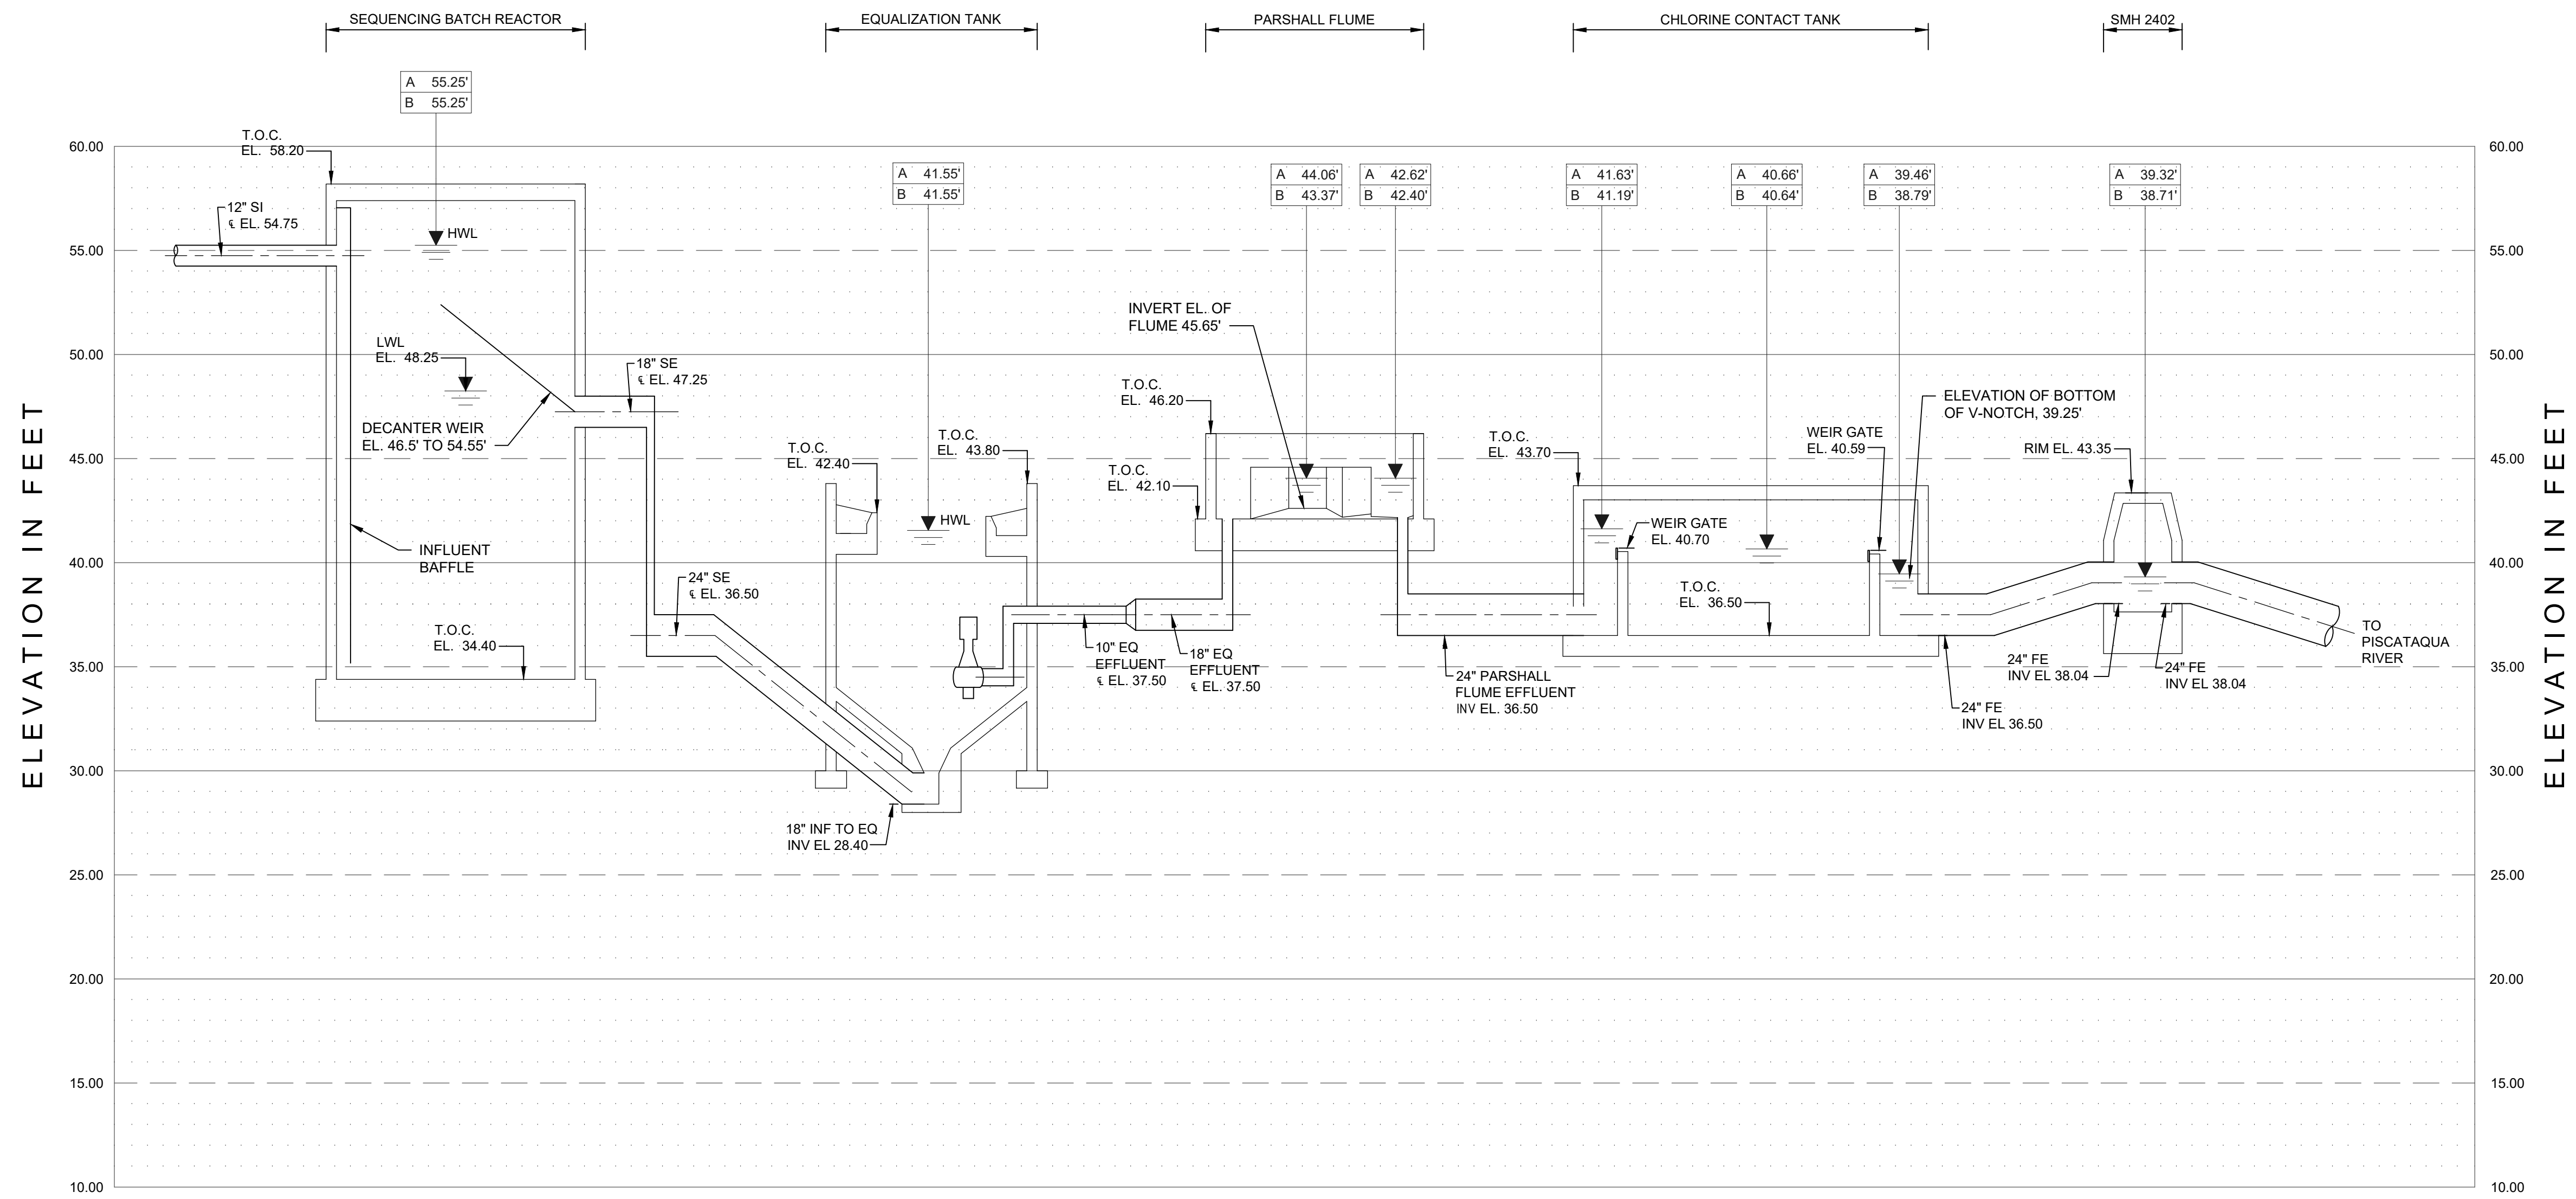 SEQUENCING BATCH REACTOR
EQUALIZATION TANK
PARSHALL FLUME
CHLORINE CONTACT TANK
SMH 2402
A 55.25'
B 55.25'
A 41.55'
B 41.55'
A 44.06'
B 43.37'
A 42.62'
B 42.40'
A 41.63'
B 41.19'
A 40.66'
B 40.64'
A 39.46'
B 38.79'
A 39.32'
B 38.71'
ELEVATION IN FEET
60.00
55.00
50.00
45.00
40.00
35.00
30.00
25.00
20.00
15.00
10.00
T.O.C.
EL. 58.20
12" SI
℄ EL. 54.75
HWL
LWL
EL. 48.25
DECANTER WEIR
EL. 46.5' TO 54.55'
INFLUENT
BAFFLE
T.O.C.
EL. 34.40
18" SE
℄ EL. 47.25
24" SE
℄ EL. 36.50
T.O.C.
EL. 42.40
HWL
T.O.C.
EL. 43.80
18" INF TO EQ
INV EL 28.40
10" EQ
EFFLUENT
℄ EL. 37.50
18" EQ
EFFLUENT
℄ EL. 37.50
T.O.C.
EL. 42.10
T.O.C.
EL. 46.20
INVERT EL. OF
FLUME 45.65'
24" PARSHALL
FLUME EFFLUENT
INV EL. 36.50
T.O.C.
EL. 43.70
WEIR GATE
EL. 40.70
T.O.C.
EL. 36.50
WEIR GATE
EL. 40.59
ELEVATION OF BOTTOM
OF V-NOTCH, 39.25'
24" FE
INV EL 36.50
RIM EL. 43.35
24" FE
INV EL 38.04
24" FE
INV EL 38.04
TO
PISCATAQUA
RIVER
60.00
55.00
50.00
45.00
40.00
35.00
30.00
25.00
20.00
15.00
10.00
ELEVATION IN FEET